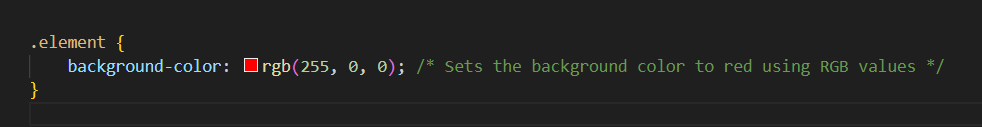 .element {
    background-color: rgb(255, 0, 0); /* Sets the background color to red using RGB values */
}